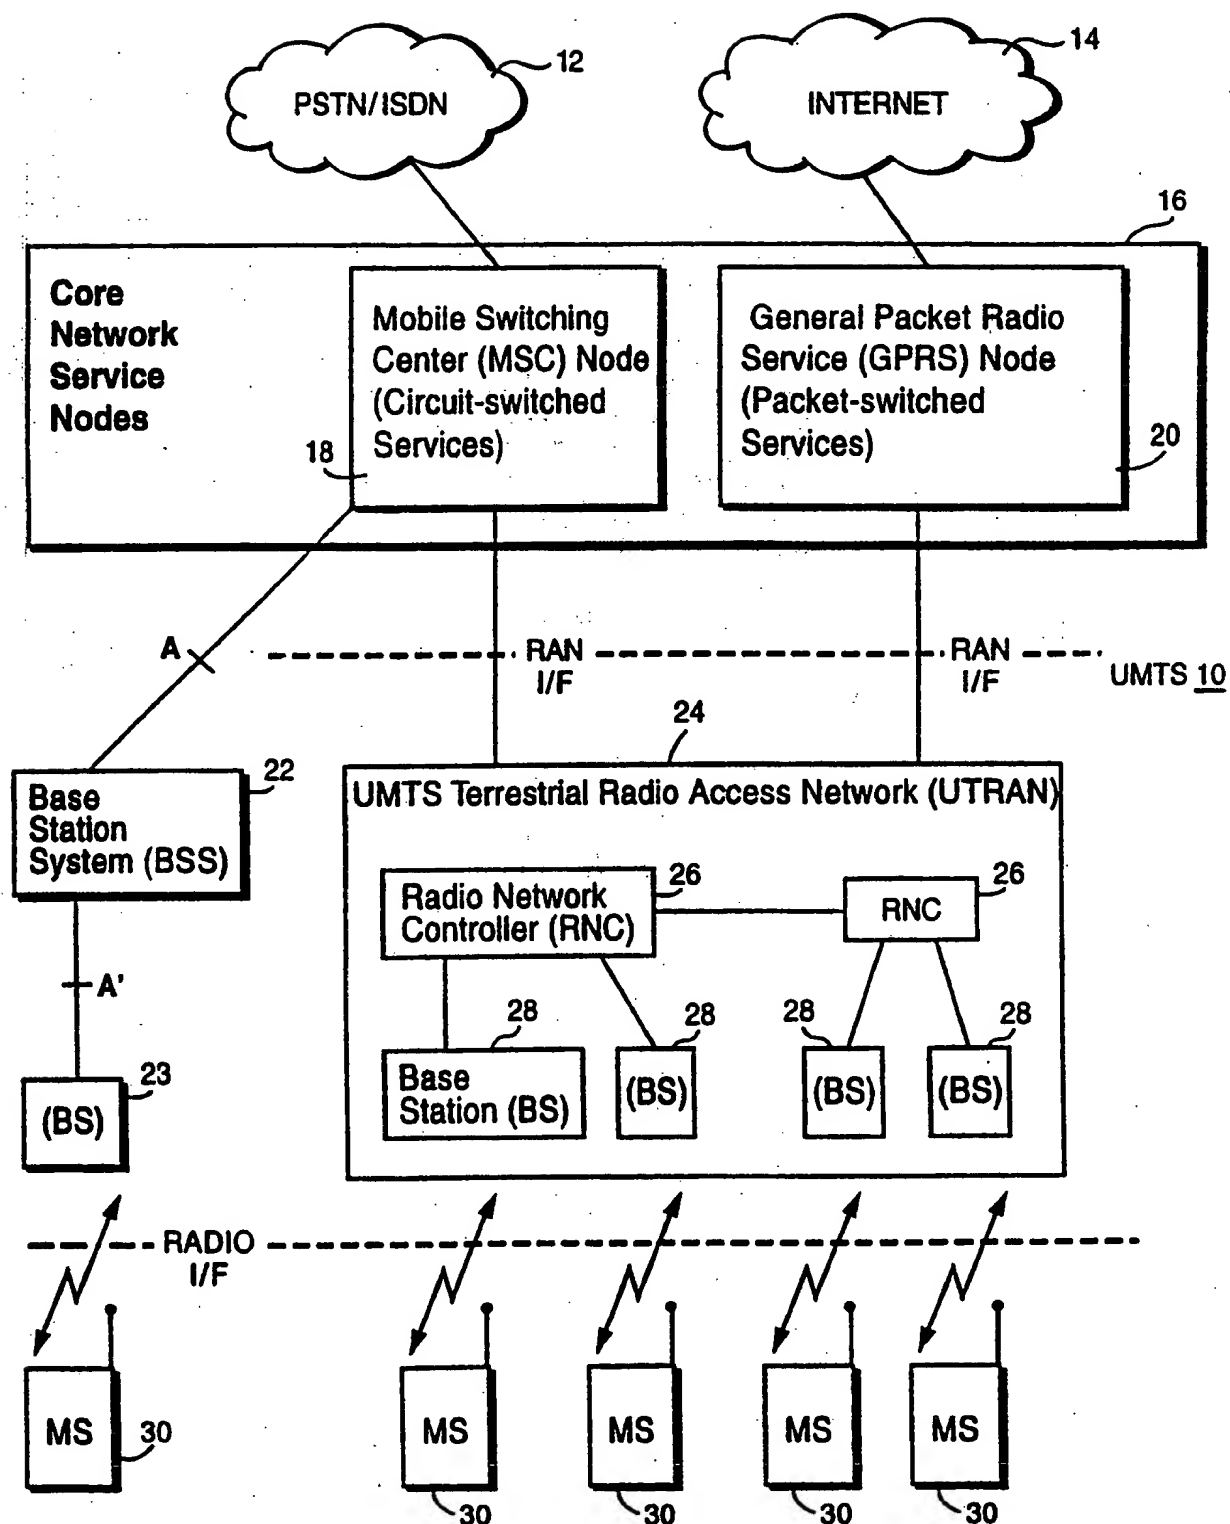 12
14
PSTN/ISDN
INTERNET
16
Core
Network
Service
Nodes
Mobile Switching
Center (MSC) Node
(Circuit-switched
Services)
18
General Packet Radio
Service (GPRS) Node
(Packet-switched
Services)
20
A
RAN
I/F
RAN
I/F
UMTS 10
24
22
Base
Station
System (BSS)
UMTS Terrestrial Radio Access Network (UTRAN)
26
Radio Network
Controller (RNC)
26
RNC
A'
28
28
28
28
23
(BS)
Base
Station (BS)
(BS)
(BS)
(BS)
RADIO
I/F
MS
30
MS
30
MS
30
MS
30
MS
30